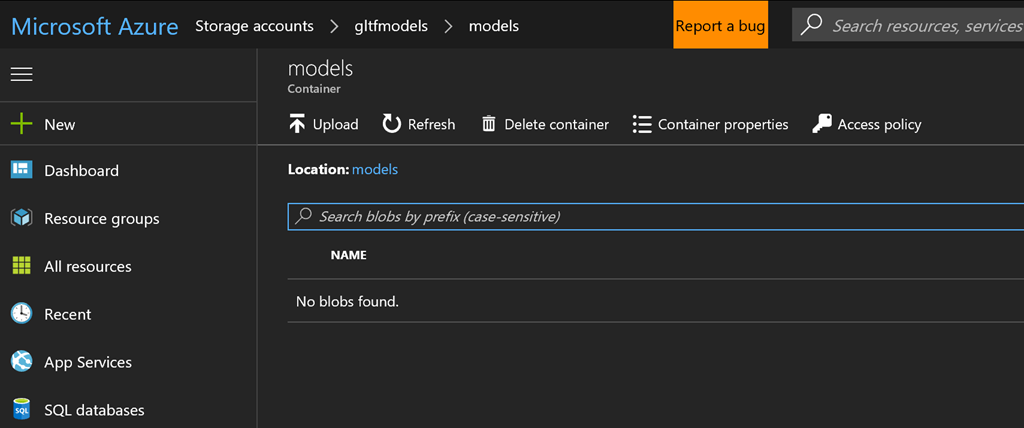 Microsoft Azure Storage accounts > gltfmodels > models Report a bug Search resources, services
models
Container
New
Upload Refresh Delete container Container properties Access policy
Dashboard
Location: models
Resource groups
Search blobs by prefix (case-sensitive)
NAME
All resources
No blobs found.
Recent
App Services
SQL
SQL databases